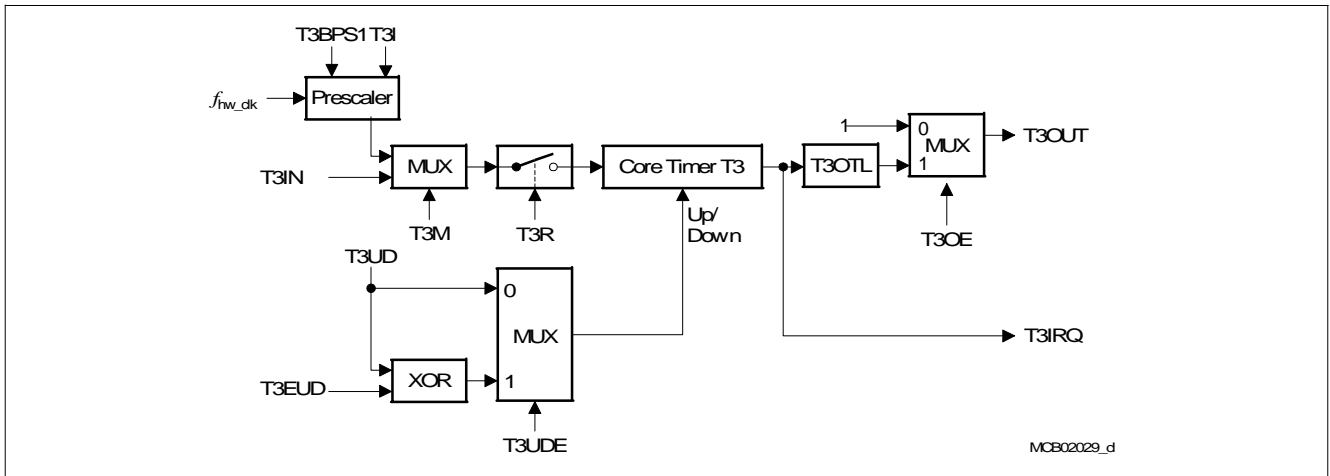 T3BPS1 T3I
fhw_clk
Prescaler
T3IN
MUX
T3M
T3R
Core Timer T3
Up/
Down
T3OTL
1
0
MUX
1
T3OUT
T3OE
T3UD
0
MUX
1
T3EUD
XOR
T3UDE
T3IRQ
MCB02029_d